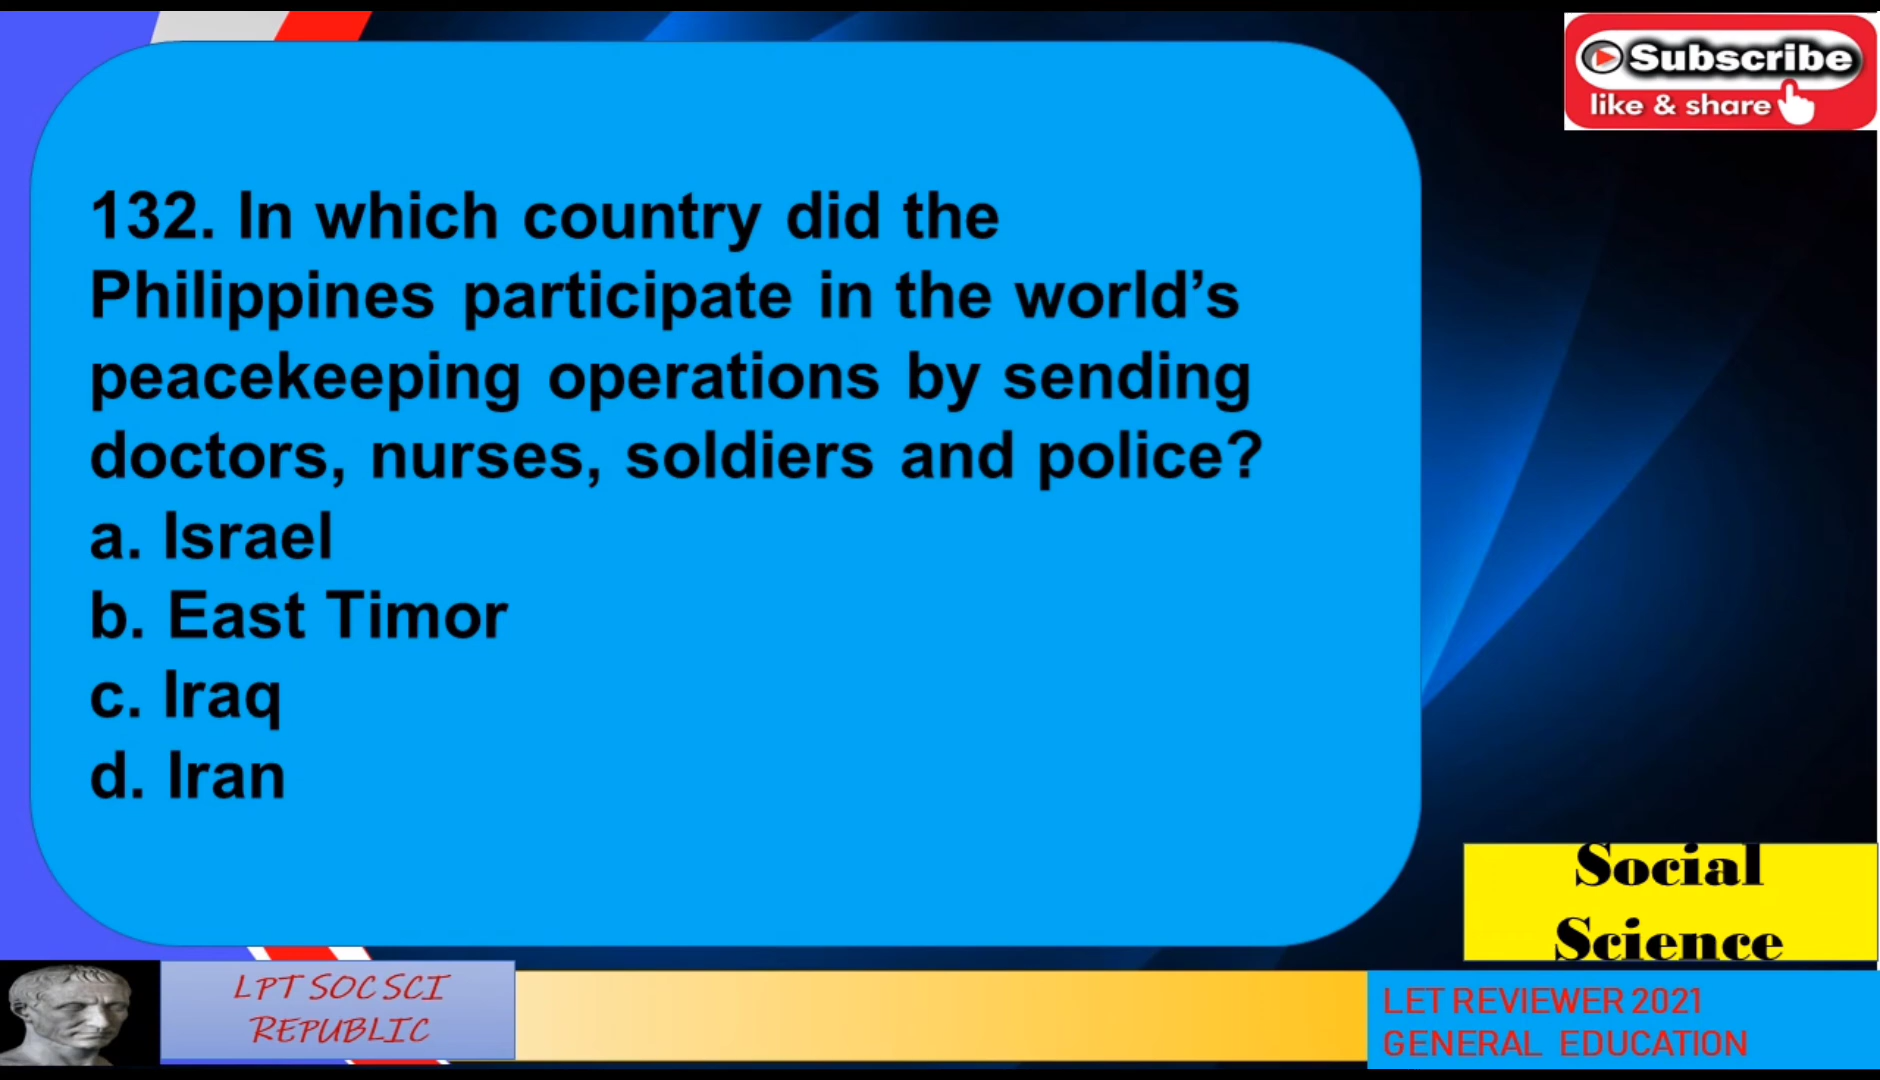 Subscribe
like & share
132. In which country did the
Philippines participate in the world’s
peacekeeping operations by sending
doctors, nurses, soldiers and police?
a. Israel
b. East Timor
c. Iraq
d. Iran
Social
Science
LPT SOC SCI
REPUBLIC
LET REVIEWER 2021
GENERAL EDUCATION